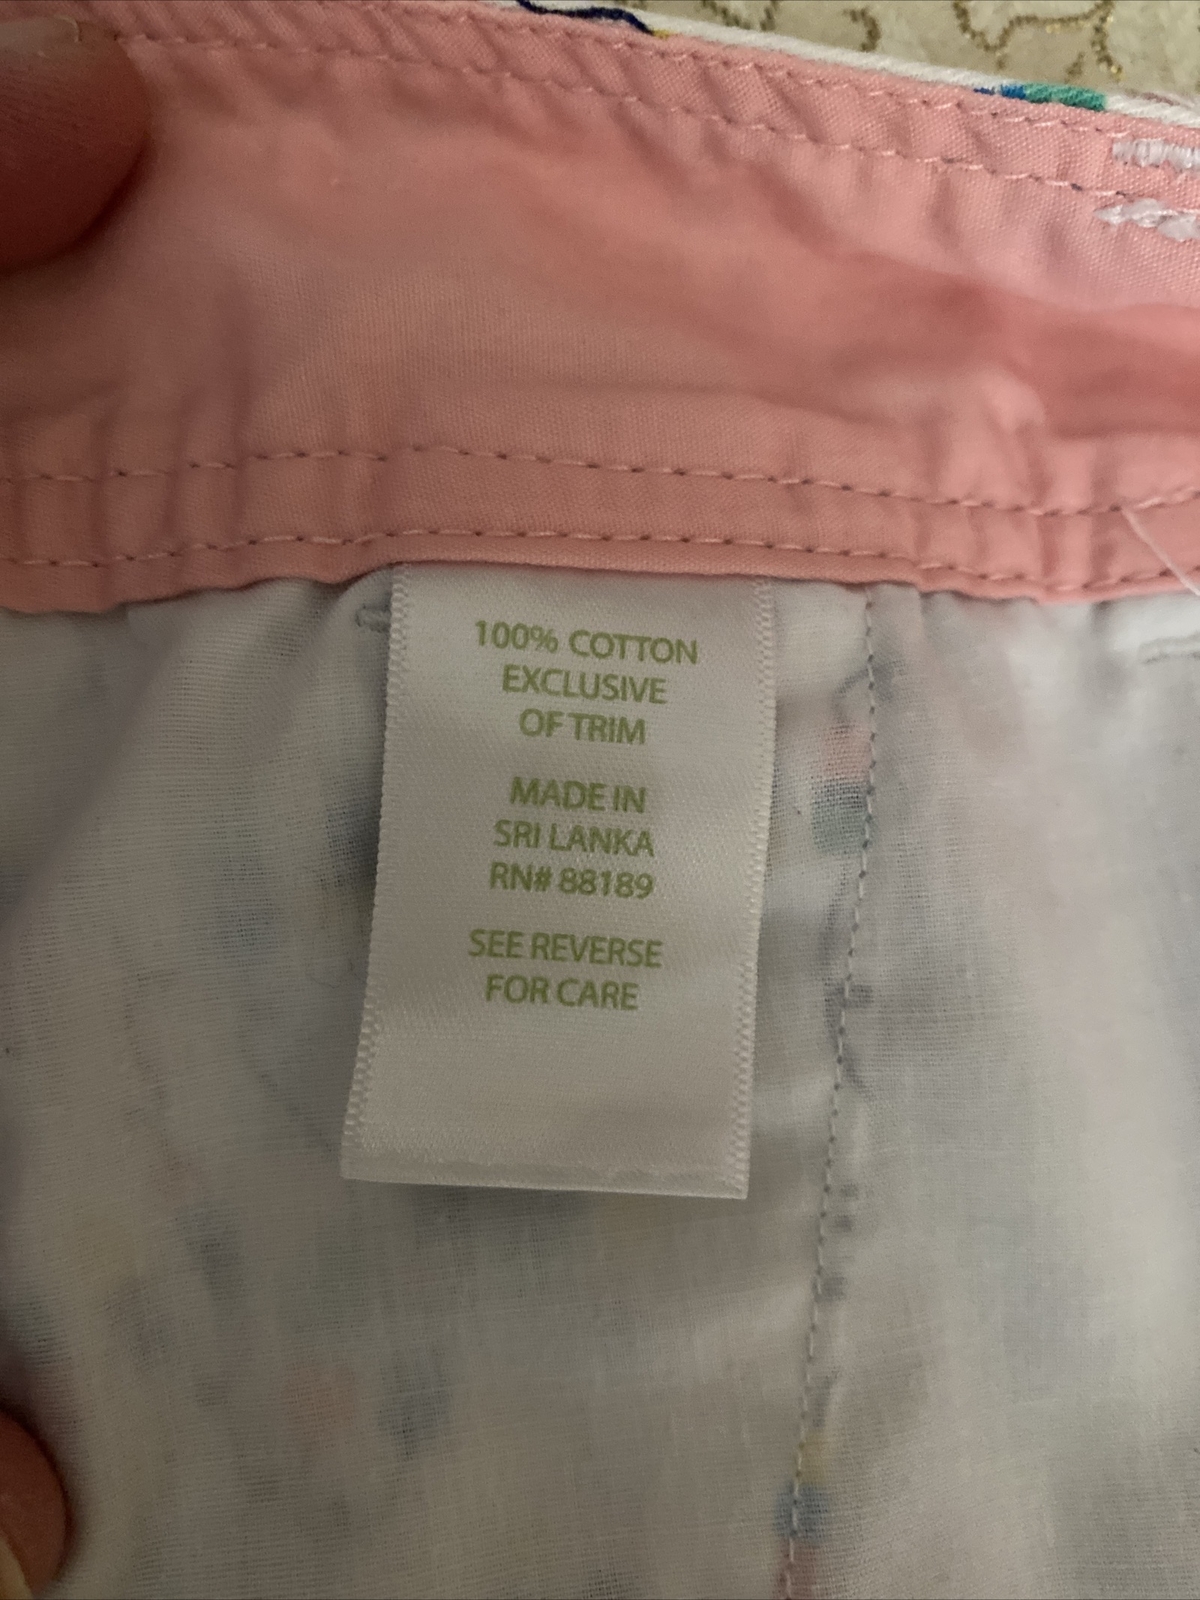 100% COTTON
EXCLUSIVE
OF TRIM
MADE IN
SRI LANKA
RN# 88189
SEE REVERSE
FOR CARE